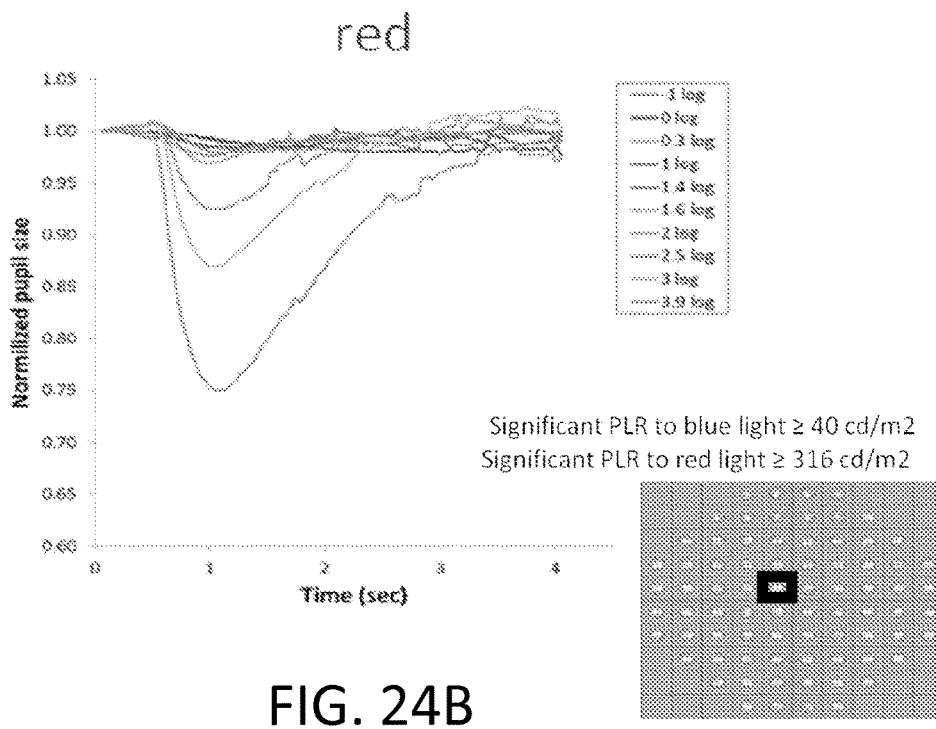 red
1.05
1.00
0.95
0.90
0.85
0.80
0.75
0.70
0.65
0.60
Normilized pupil size
0 1 2 3 4 5
Time (sec)
-1 log
0 log
0.3 log
1 log
1.4 log
1.6 log
2 log
2.5 log
3 log
3.9 log
Significant PLR to blue light ≥ 40 cd/m2
Significant PLR to red light ≥ 316 cd/m2
FIG. 24B